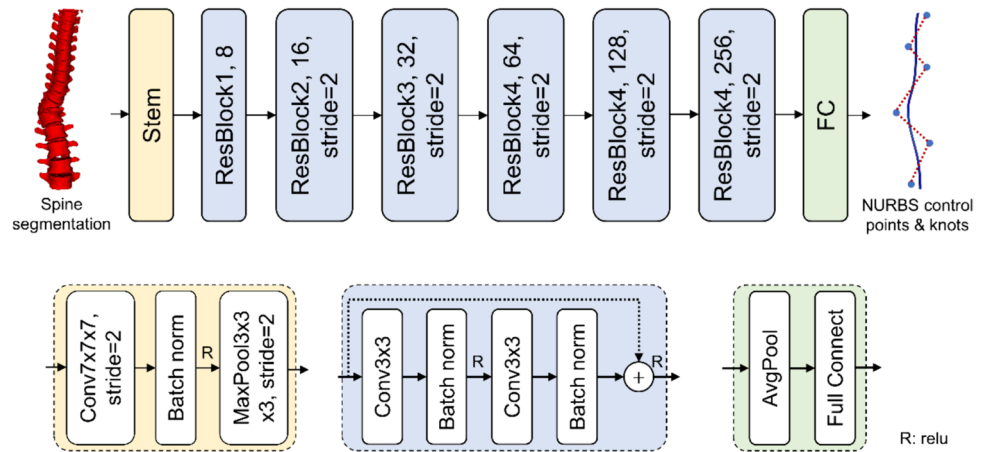 Stem
ResBlock1, 8
ResBlock2, 16,
stride=2
ResBlock3, 32,
stride=2
ResBlock4, 64,
stride=2
ResBlock4, 128,
stride=2
ResBlock4, 256,
stride=2
FC
Spine
segmentation
NURBS control
points & knots
Conv7x7x7,
stride=2
Batch norm
R
MaxPool3x3
x3, stride=2
Conv3x3
Batch norm
R
Conv3x3
Batch norm
+
R
AvgPool
Full Connect
R: relu